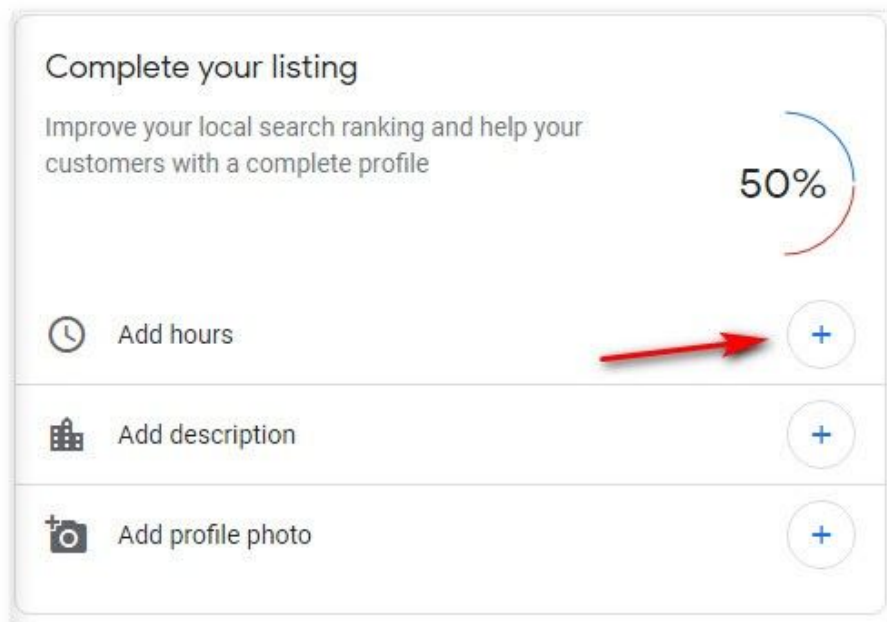 Complete your listing
Improve your local search ranking and help your
customers with a complete profile
50%
Add hours
Add description
Add profile photo